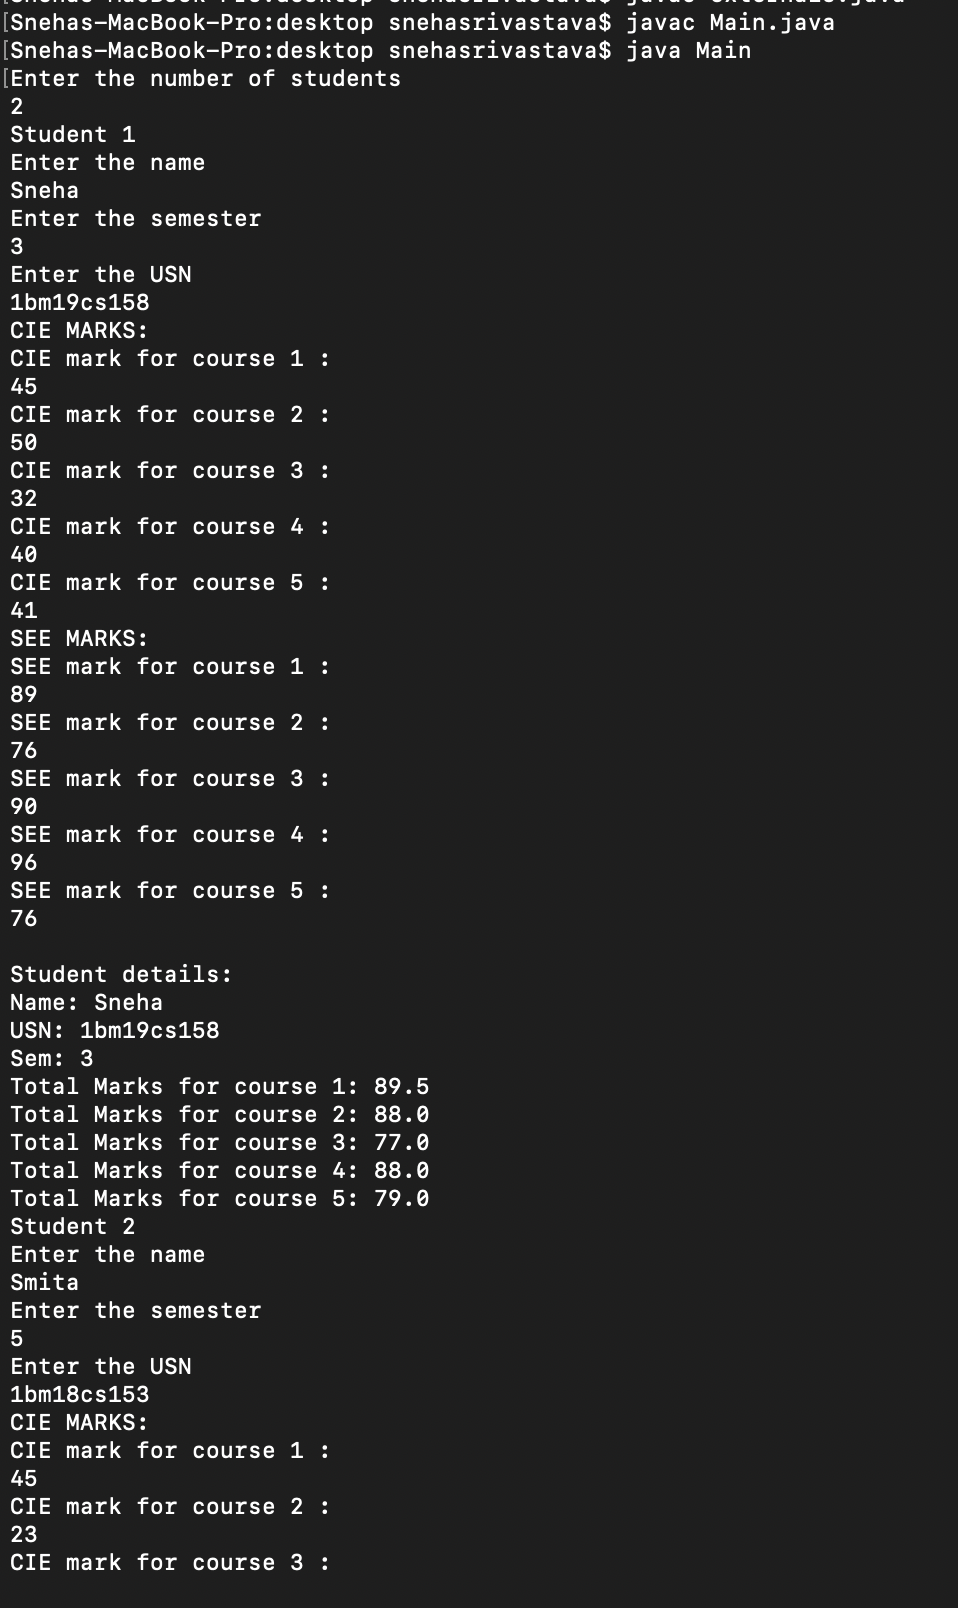 [Snehas-MacBook-Pro:desktop snehasrivastava$ javac Main.java
[Snehas-MacBook-Pro:desktop snehasrivastava$ java Main
[Enter the number of students
2
Student 1
Enter the name
Sneha
Enter the semester
3
Enter the USN
1bm19cs158
CIE MARKS:
CIE mark for course 1 :
45
CIE mark for course 2 :
50
CIE mark for course 3 :
32
CIE mark for course 4 :
40
CIE mark for course 5 :
41
SEE MARKS:
SEE mark for course 1 :
89
SEE mark for course 2 :
76
SEE mark for course 3 :
90
SEE mark for course 4 :
96
SEE mark for course 5 :
76

Student details:
Name: Sneha
USN: 1bm19cs158
Sem: 3
Total Marks for course 1: 89.5
Total Marks for course 2: 88.0
Total Marks for course 3: 77.0
Total Marks for course 4: 88.0
Total Marks for course 5: 79.0
Student 2
Enter the name
Smita
Enter the semester
5
Enter the USN
1bm18cs153
CIE MARKS:
CIE mark for course 1 :
45
CIE mark for course 2 :
23
CIE mark for course 3 :